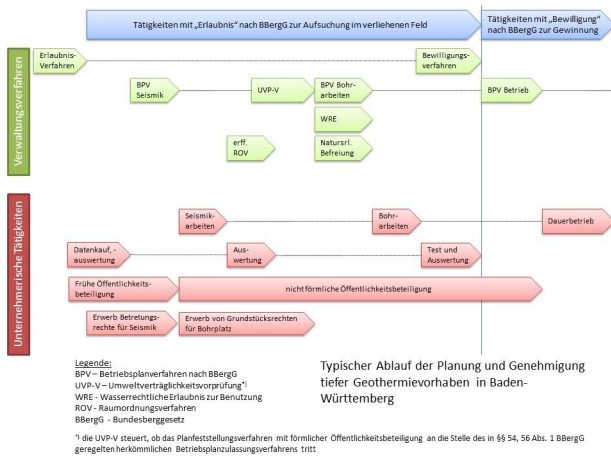 Tätigkeiten mit „Erlaubnis" nach BBergG zur Aufsuchung im verliehenen Feld
Tätigkeiten mit „Bewilligung"
nach BBergG zur Gewinnung
Verwaltungsverfahren
Erlaubnis-
Verfahren
Bewilligungs-
verfahren
BPV
Seismik
UVP-V
BPV Bohr-
arbeiten
BPV Betrieb
WRE
erff.
ROV
Natursrl.
Befreiung
Unternehmerische Tätigkeiten
Seismik-
arbeiten
Bohr-
arbeiten
Dauerbetrieb
Datenkauf, -
auswertung
Aus-
wertung
Test und
Auswertung
Frühe Öffentlichkeits-
beteiligung
nicht förmliche Öffentlichkeitsbeteiligung
Erwerb Betretungs-
rechte für Seismik
Erwerb von Grundstücksrechten
für Bohrplatz
Legende:
BPV – Betriebsplanverfahren nach BBergG
UVP-V – Umweltverträglichkeitsvorprüfung*)
WRE - Wasserrechtliche Erlaubnis zur Benutzung
ROV - Raumordnungsverfahren
BBergG - Bundesberggesetz
Typischer Ablauf der Planung und Genehmigung
tiefer Geothermievorhaben in Baden-
Württemberg
*) die UVP-V steuert, ob das Planfeststellungsverfahren mit förmlicher Öffentlichkeitsbeteiligung an die Stelle des in §§ 54, 56 Abs. 1 BBergG
geregelten herkömmlichen Betriebsplanzulassungsverfahrens tritt